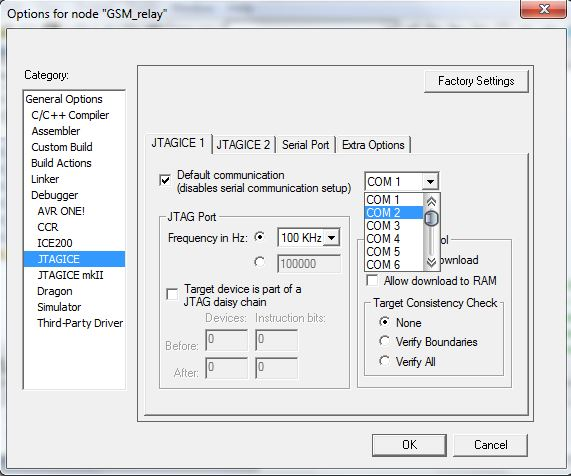 Options for node "GSM_relay"
Category:
Factory Settings
General Options
C/C++ Compiler
Assembler
Custom Build
Build Actions
Linker
Debugger
AVR ONE!
CCR
ICE200
JTAGICE
JTAGICE mkII
Dragon
Simulator
Third-Party Driver
JTAGICE 1
JTAGICE 2
Serial Port
Extra Options
Default communication
(disables serial communication setup)
COM 1
COM 1
COM 2
COM 3
COM 4
COM 5
COM 6
JTAG Port
Frequency in Hz:
100 KHz
100000
Target device is part of a
JTAG daisy chain
Devices:
Instruction bits:
Before:
0
0
After:
0
0
Allow download to RAM
Target Consistency Check
None
Verify Boundaries
Verify All
OK
Cancel